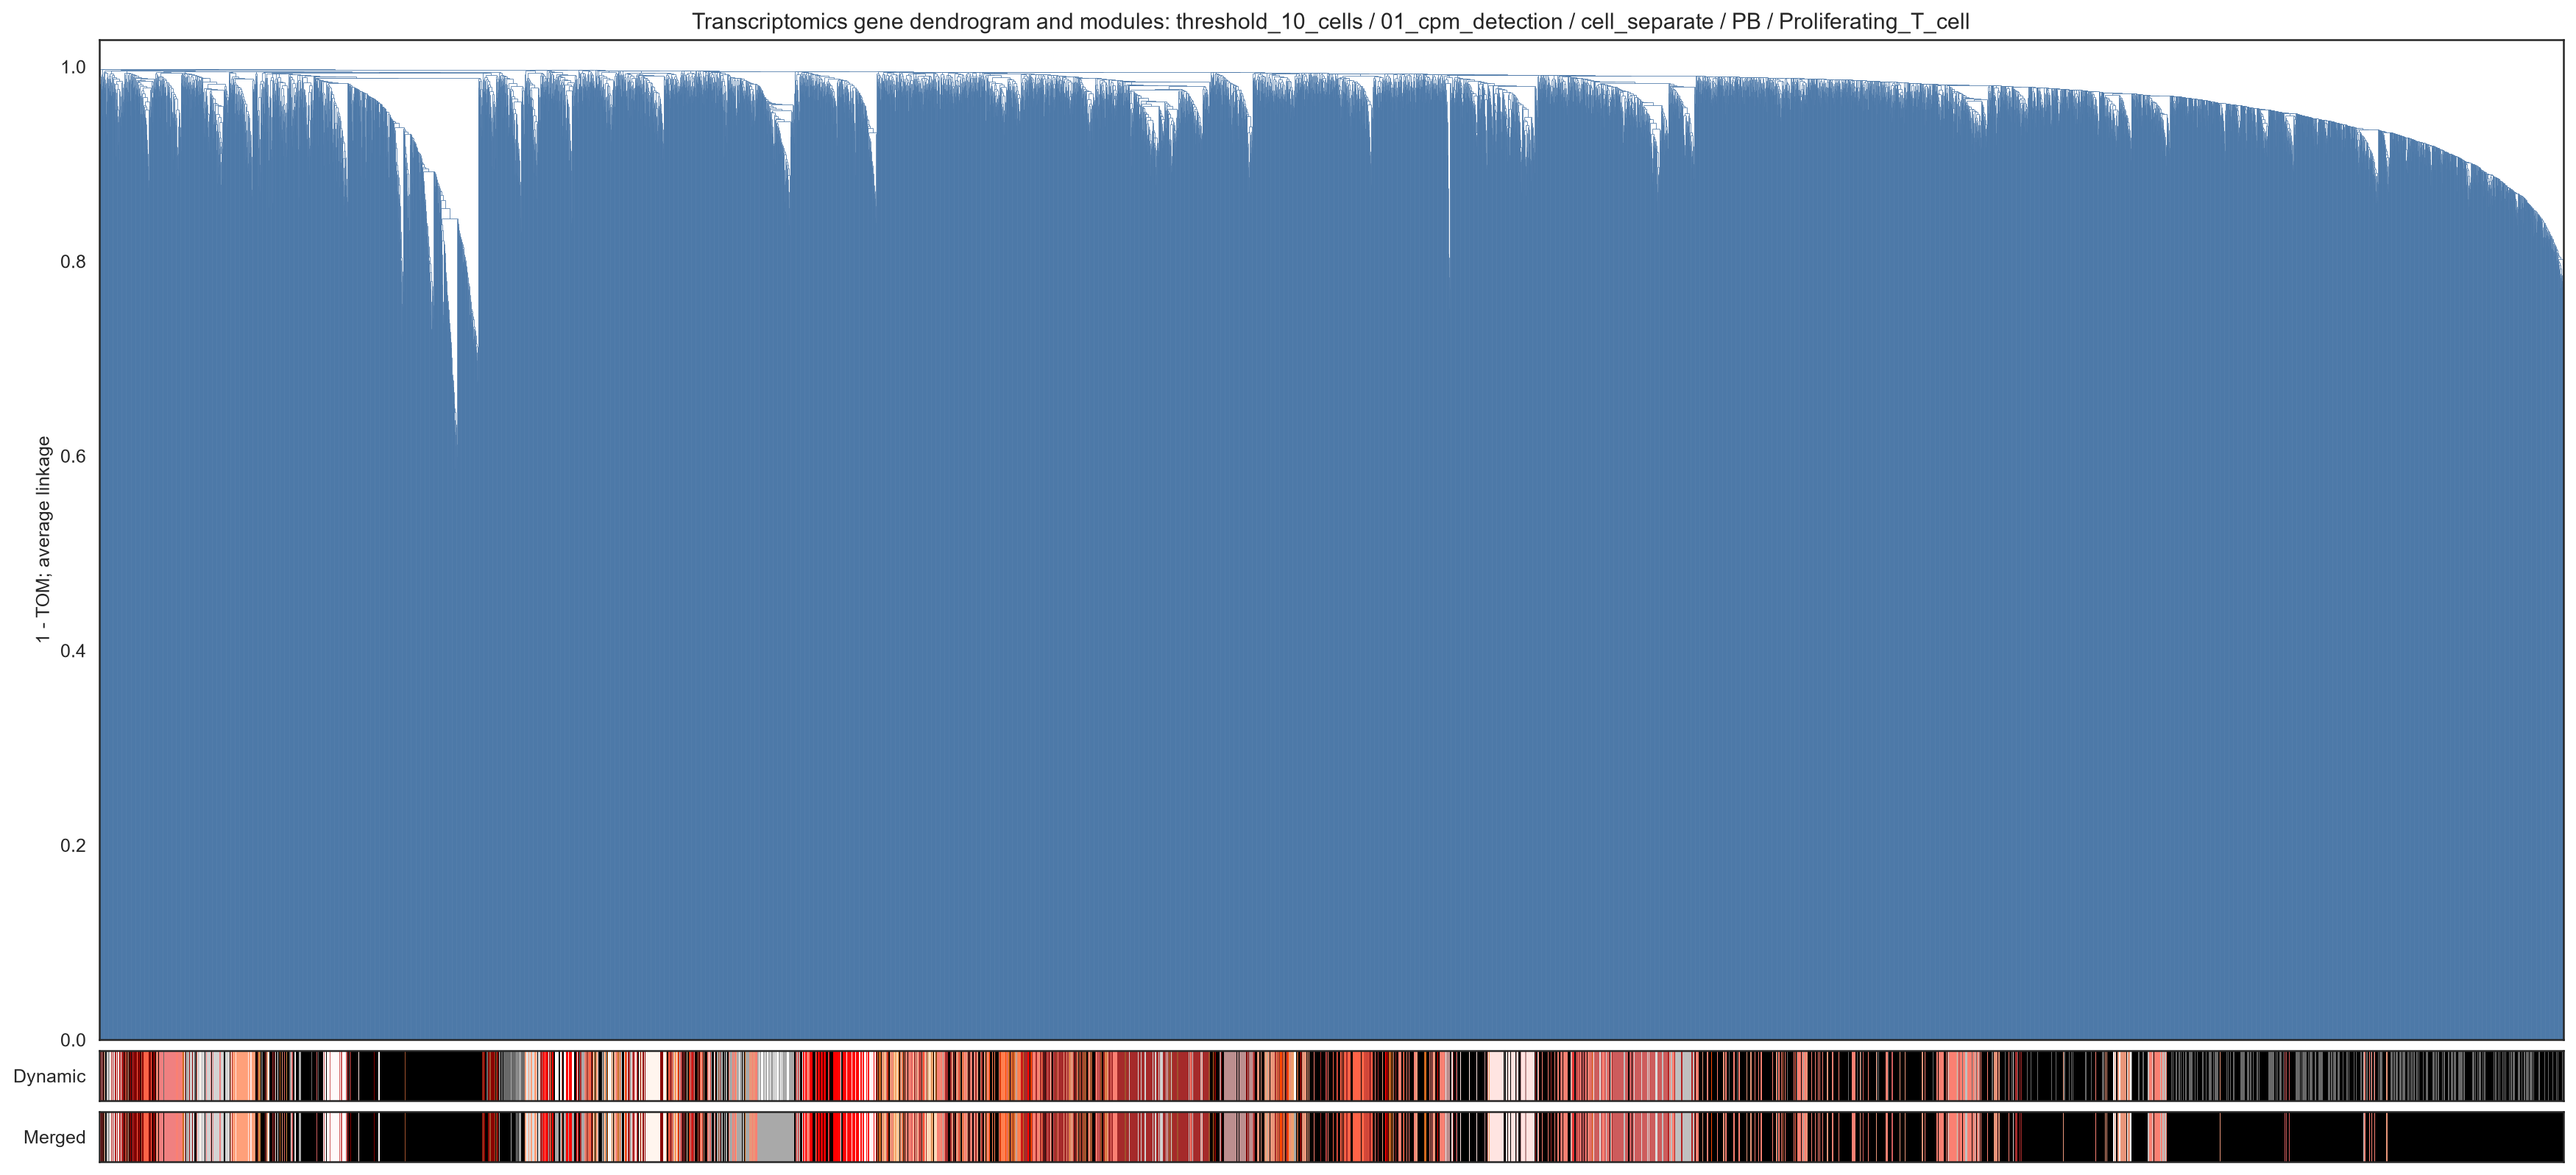 Transcriptomics gene dendrogram and modules: threshold_10_cells / 01_cpm_detection / cell_separate / PB / Proliferating_T_cell
1.0
0.8
0.6
0.4
0.2
0.0
1 - TOM; average linkage
Dynamic
Merged